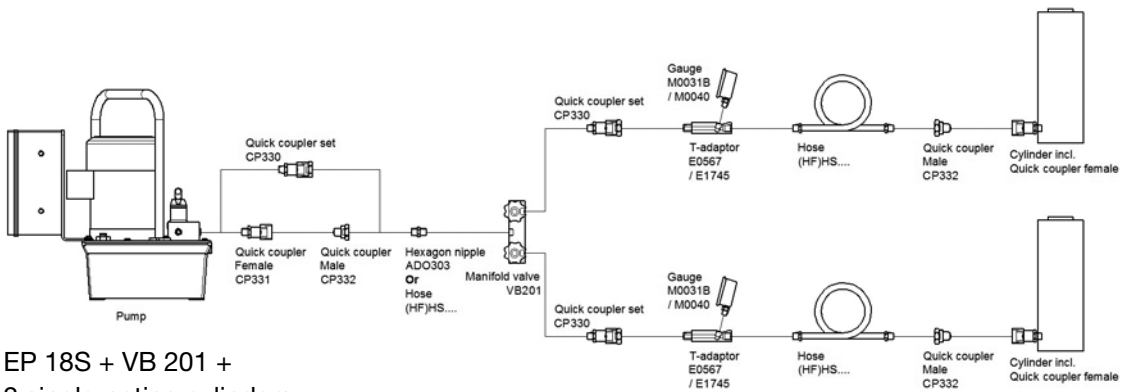 Gauge
M0031B
/ M0040
Quick coupler set
CP330
T-adaptor
E0567
/ E1745
Hose
(HF)HS....
Quick coupler
Male
CP332
Cylinder incl.
Quick coupler female
Quick coupler set
CP330
Quick coupler
Female
CP331
Quick coupler
Male
CP332
Hexagon nipple
ADO303
Or
Hose
(HF)HS....
Manifold valve
VB201
Gauge
M0031B
/ M0040
Quick coupler set
CP330
T-adaptor
E0567
/ E1745
Hose
(HF)HS....
Quick coupler
Male
CP332
Cylinder incl.
Quick coupler female
Pump
EP 18S + VB 201 +